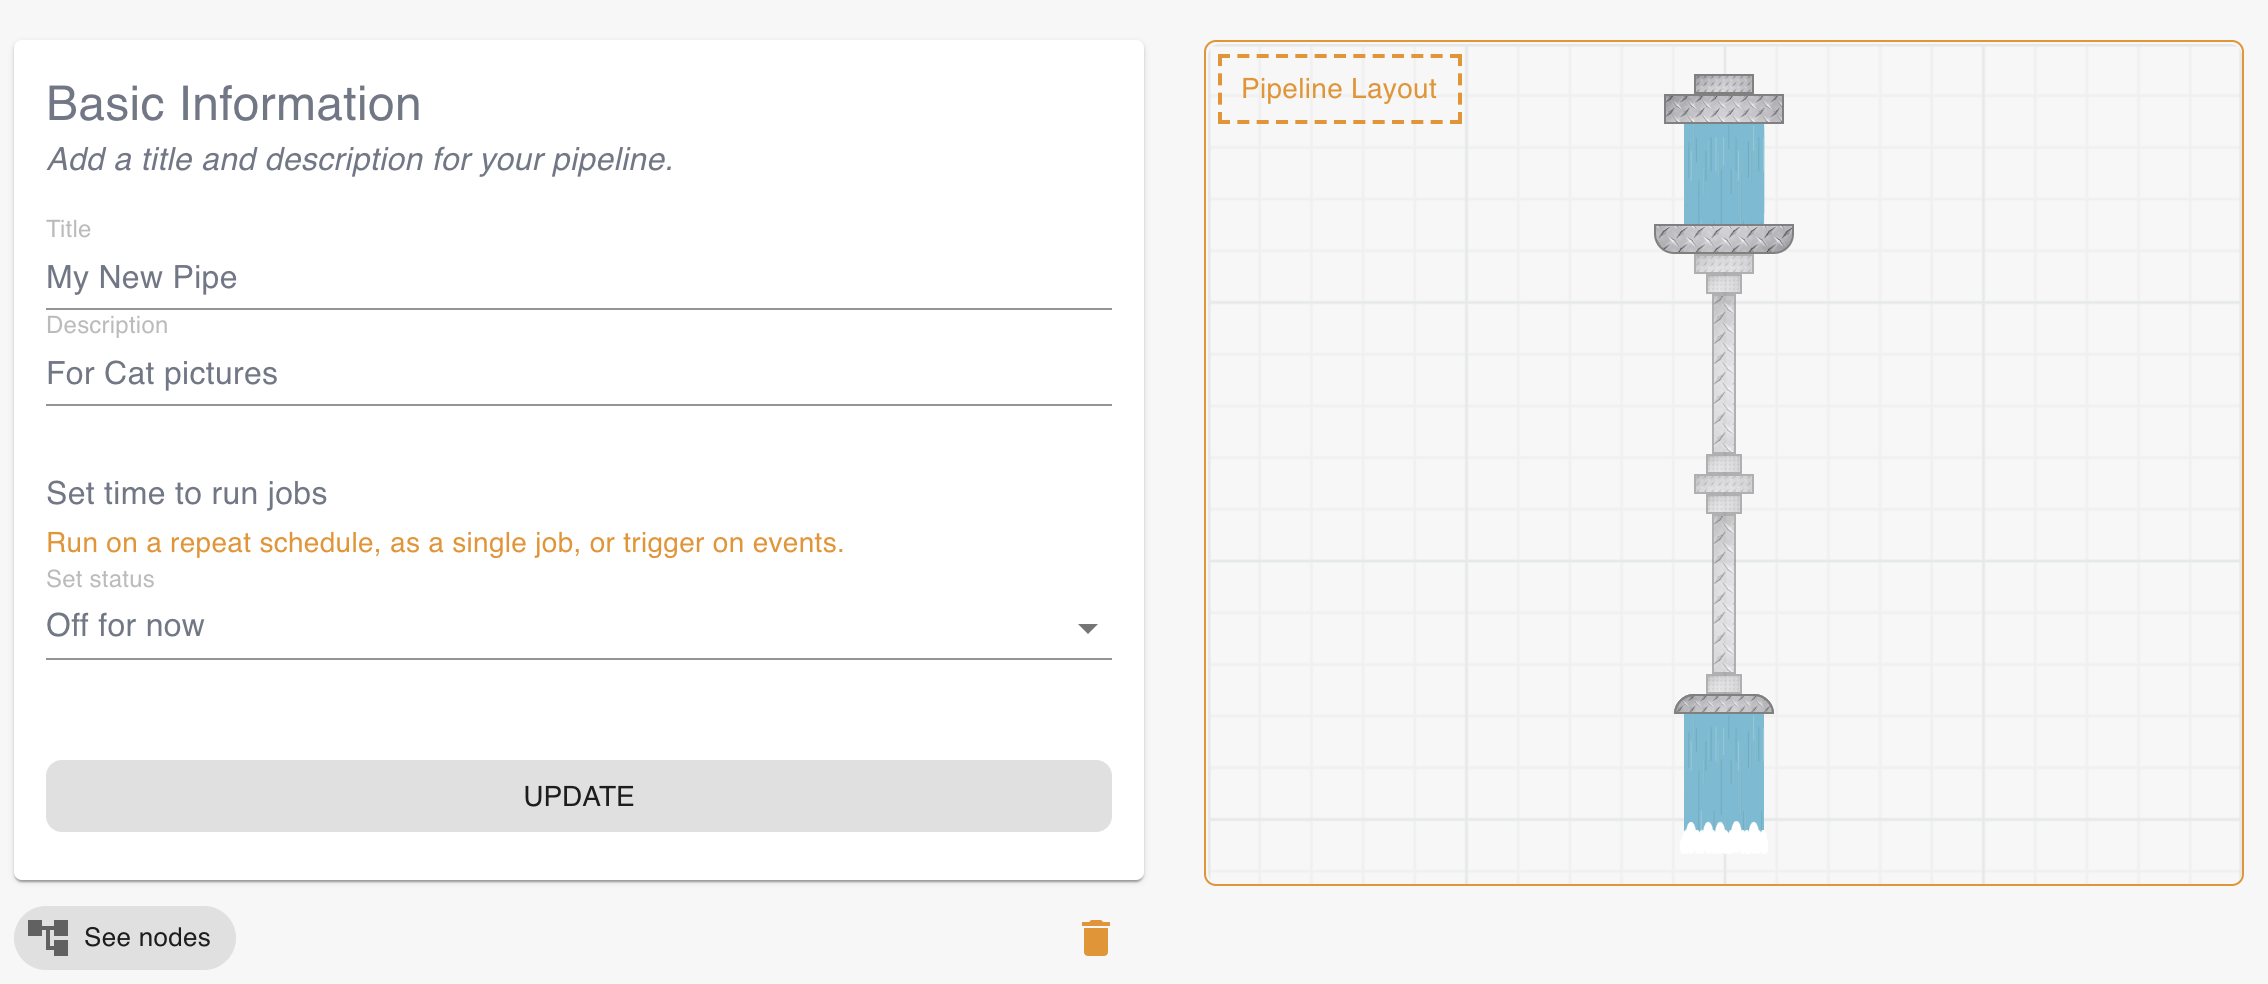 Basic Information
Add a title and description for your pipeline.
Title
My New Pipe
Description
For Cat pictures
Set time to run jobs
Run on a repeat schedule, as a single job, or trigger on events.
Set status
Off for now
UPDATE
See nodes
Pipeline Layout